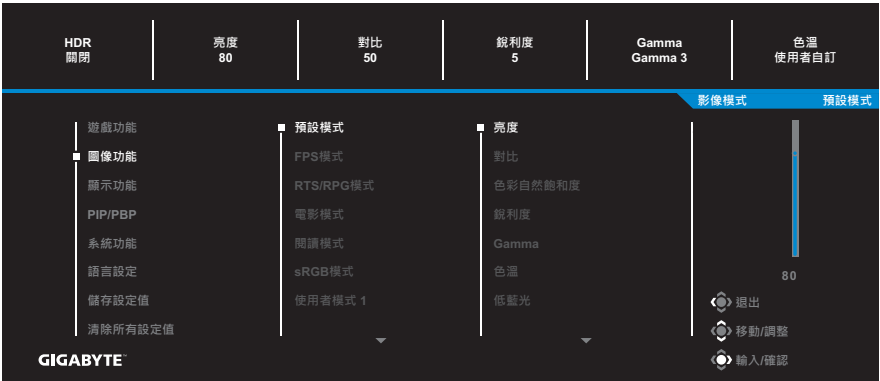 HDR
關閉
亮度
80
對比
50
銳利度
5
Gamma
Gamma 3
色溫
使用者自訂
影像模式 預設模式
遊戲功能
圖像功能
顯示功能
PIP/PBP
系統功能
語言設定
儲存設定值
清除所有設定值
預設模式
FPS模式
RTS/RPG模式
電影模式
閱讀模式
sRGB模式
使用者模式 1
亮度
對比
色彩自然飽和度
銳利度
Gamma
色溫
低藍光
80
退出
移動/調整
輸入/確認
GIGABYTE™